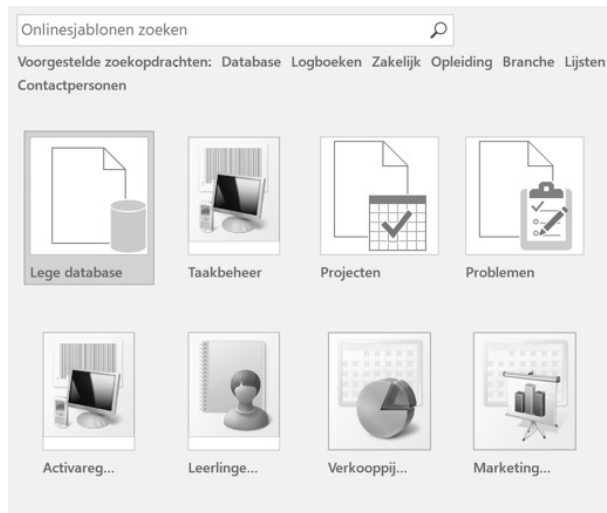 Onlinesjablonen zoeken
Voorgestelde zoekopdrachten: Database Logboeken Zakelijk Opleiding Branche Lijsten
Contactpersonen
Lege database Taakbeheer Projecten Problemen
Activareg... Leerlinge... Verkooppij... Marketing...